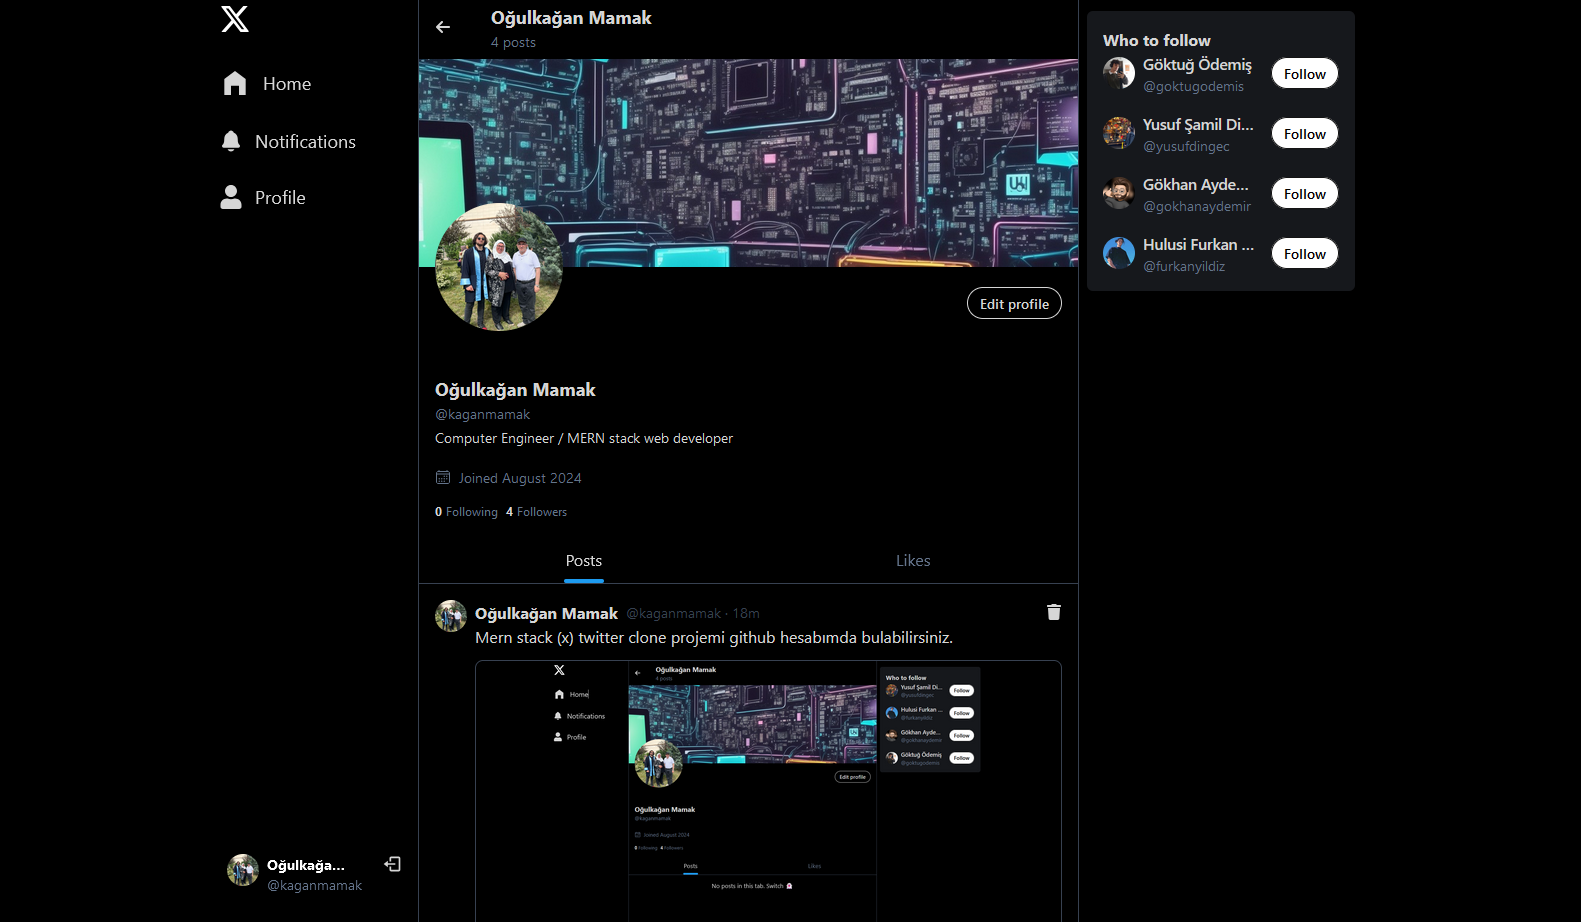 Home
Notifications
Profile
Oğulkağa...
@kaganmamak
Oğulkağan Mamak
4 posts
Edit profile
Oğulkağan Mamak
@kaganmamak
Computer Engineer / MERN stack web developer
Joined August 2024
0 Following 4 Followers
Posts Likes
Oğulkağan Mamak @kaganmamak · 18m
Mern stack (x) twitter clone projemi github hesabımda bulabilirsiniz.
Home
Notifications
Profile
Oğulkağan Mamak
4 posts
Edit profile
Oğulkağan Mamak
@kaganmamak
Joined August 2024
0 Following 4 Followers
Posts Likes
No posts in this tab. Switch
Who to follow
Yusuf Şamil Di...
@yusufdingec
Follow
Hulusi Furkan ...
@furkanyildiz
Follow
Gökhan Ayde...
@gokhanaydemir
Follow
Göktuğ Ödemiş
@goktugodemis
Follow
Who to follow
Göktuğ Ödemiş
@goktugodemis
Follow
Yusuf Şamil Di...
@yusufdingec
Follow
Gökhan Ayde...
@gokhanaydemir
Follow
Hulusi Furkan ...
@furkanyildiz
Follow